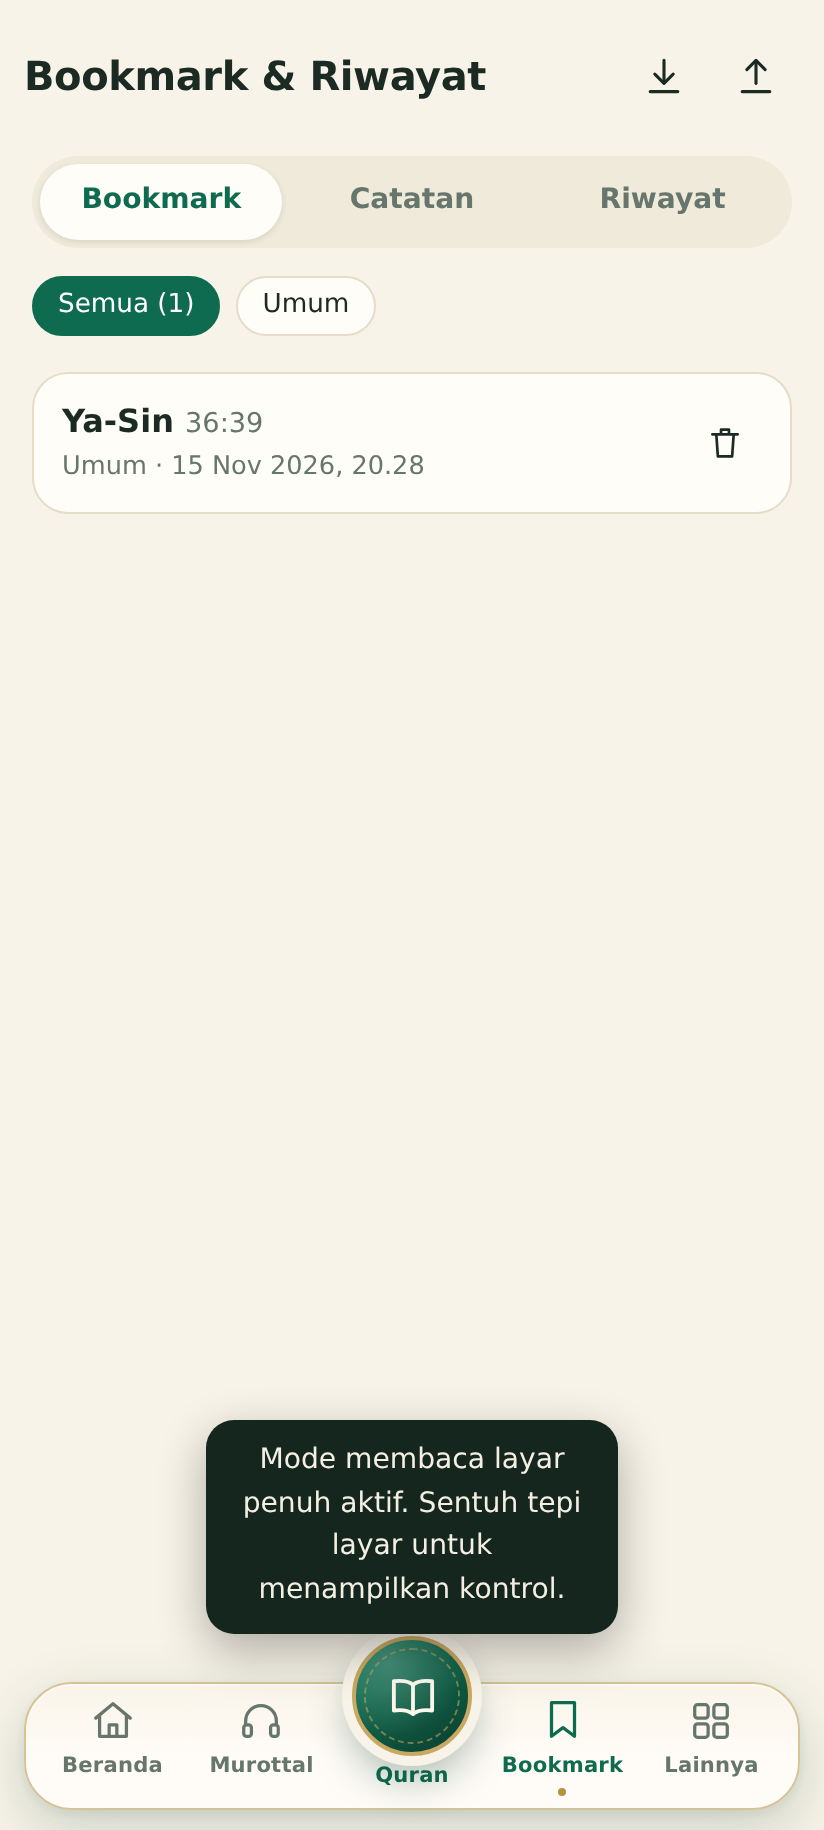 Bookmark & Riwayat
Bookmark
Catatan
Riwayat
Semua (1)
Umum
Ya-Sin 36:39
Umum · 15 Nov 2026, 20.28
Mode membaca layar
penuh aktif. Sentuh tepi
layar untuk
menampilkan kontrol.
Beranda
Murottal
Quran
Bookmark
Lainnya